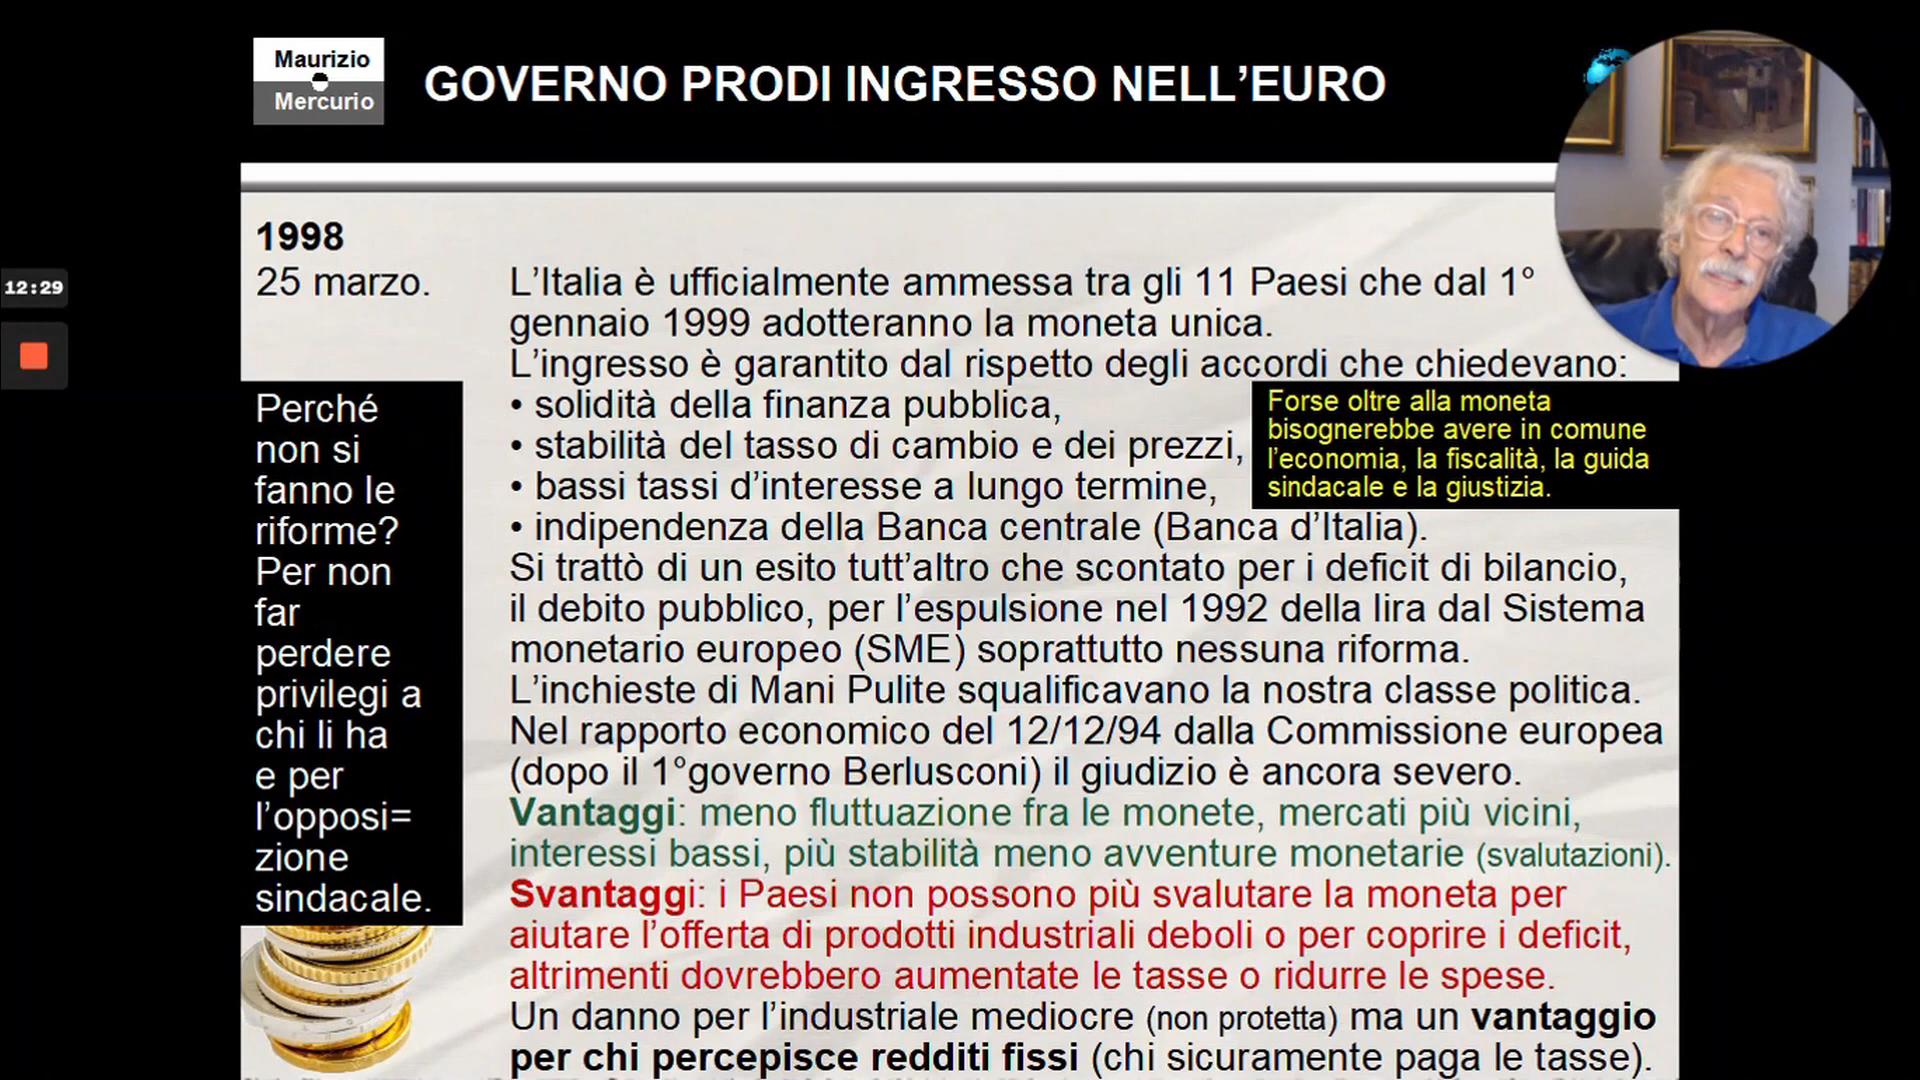 Maurizio
Mercurio
GOVERNO PRODI INGRESSO NELL'EURO
12:29
1998
25 marzo.
L'Italia è ufficialmente ammessa tra gli 11 Paesi che dal 1°
gennaio 1999 adotteranno la moneta unica.
L'ingresso è garantito dal rispetto degli accordi che chiedevano:
• solidità della finanza pubblica,
• stabilità del tasso di cambio e dei prezzi,
• bassi tassi d'interesse a lungo termine,
• indipendenza della Banca centrale (Banca d'Italia).
Si trattò di un esito tutt'altro che scontato per i deficit di bilancio,
il debito pubblico, per l'espulsione nel 1992 della lira dal Sistema
monetario europeo (SME) soprattutto nessuna riforma.
L'inchieste di Mani Pulite squalificavano la nostra classe politica.
Nel rapporto economico del 12/12/94 dalla Commissione europea
(dopo il 1°governo Berlusconi) il giudizio è ancora severo.
Vantaggi: meno fluttuazione fra le monete, mercati più vicini,
interessi bassi, più stabilità meno avventure monetarie (svalutazioni).
Svantaggi: i Paesi non possono più svalutare la moneta per
aiutare l'offerta di prodotti industriali deboli o per coprire i deficit,
altrimenti dovrebbero aumentate le tasse o ridurre le spese.
Un danno per l'industriale mediocre (non protetta) ma un vantaggio
per chi percepisce redditi fissi (chi sicuramente paga le tasse).
Forse oltre alla moneta
bisognerebbe avere in comune
l'economia, la fiscalità, la guida
sindacale e la giustizia.
Perché
non si
fanno le
riforme?
Per non
far
perdere
privilegi a
chi li ha
e per
l'opposi=
zione
sindacale.